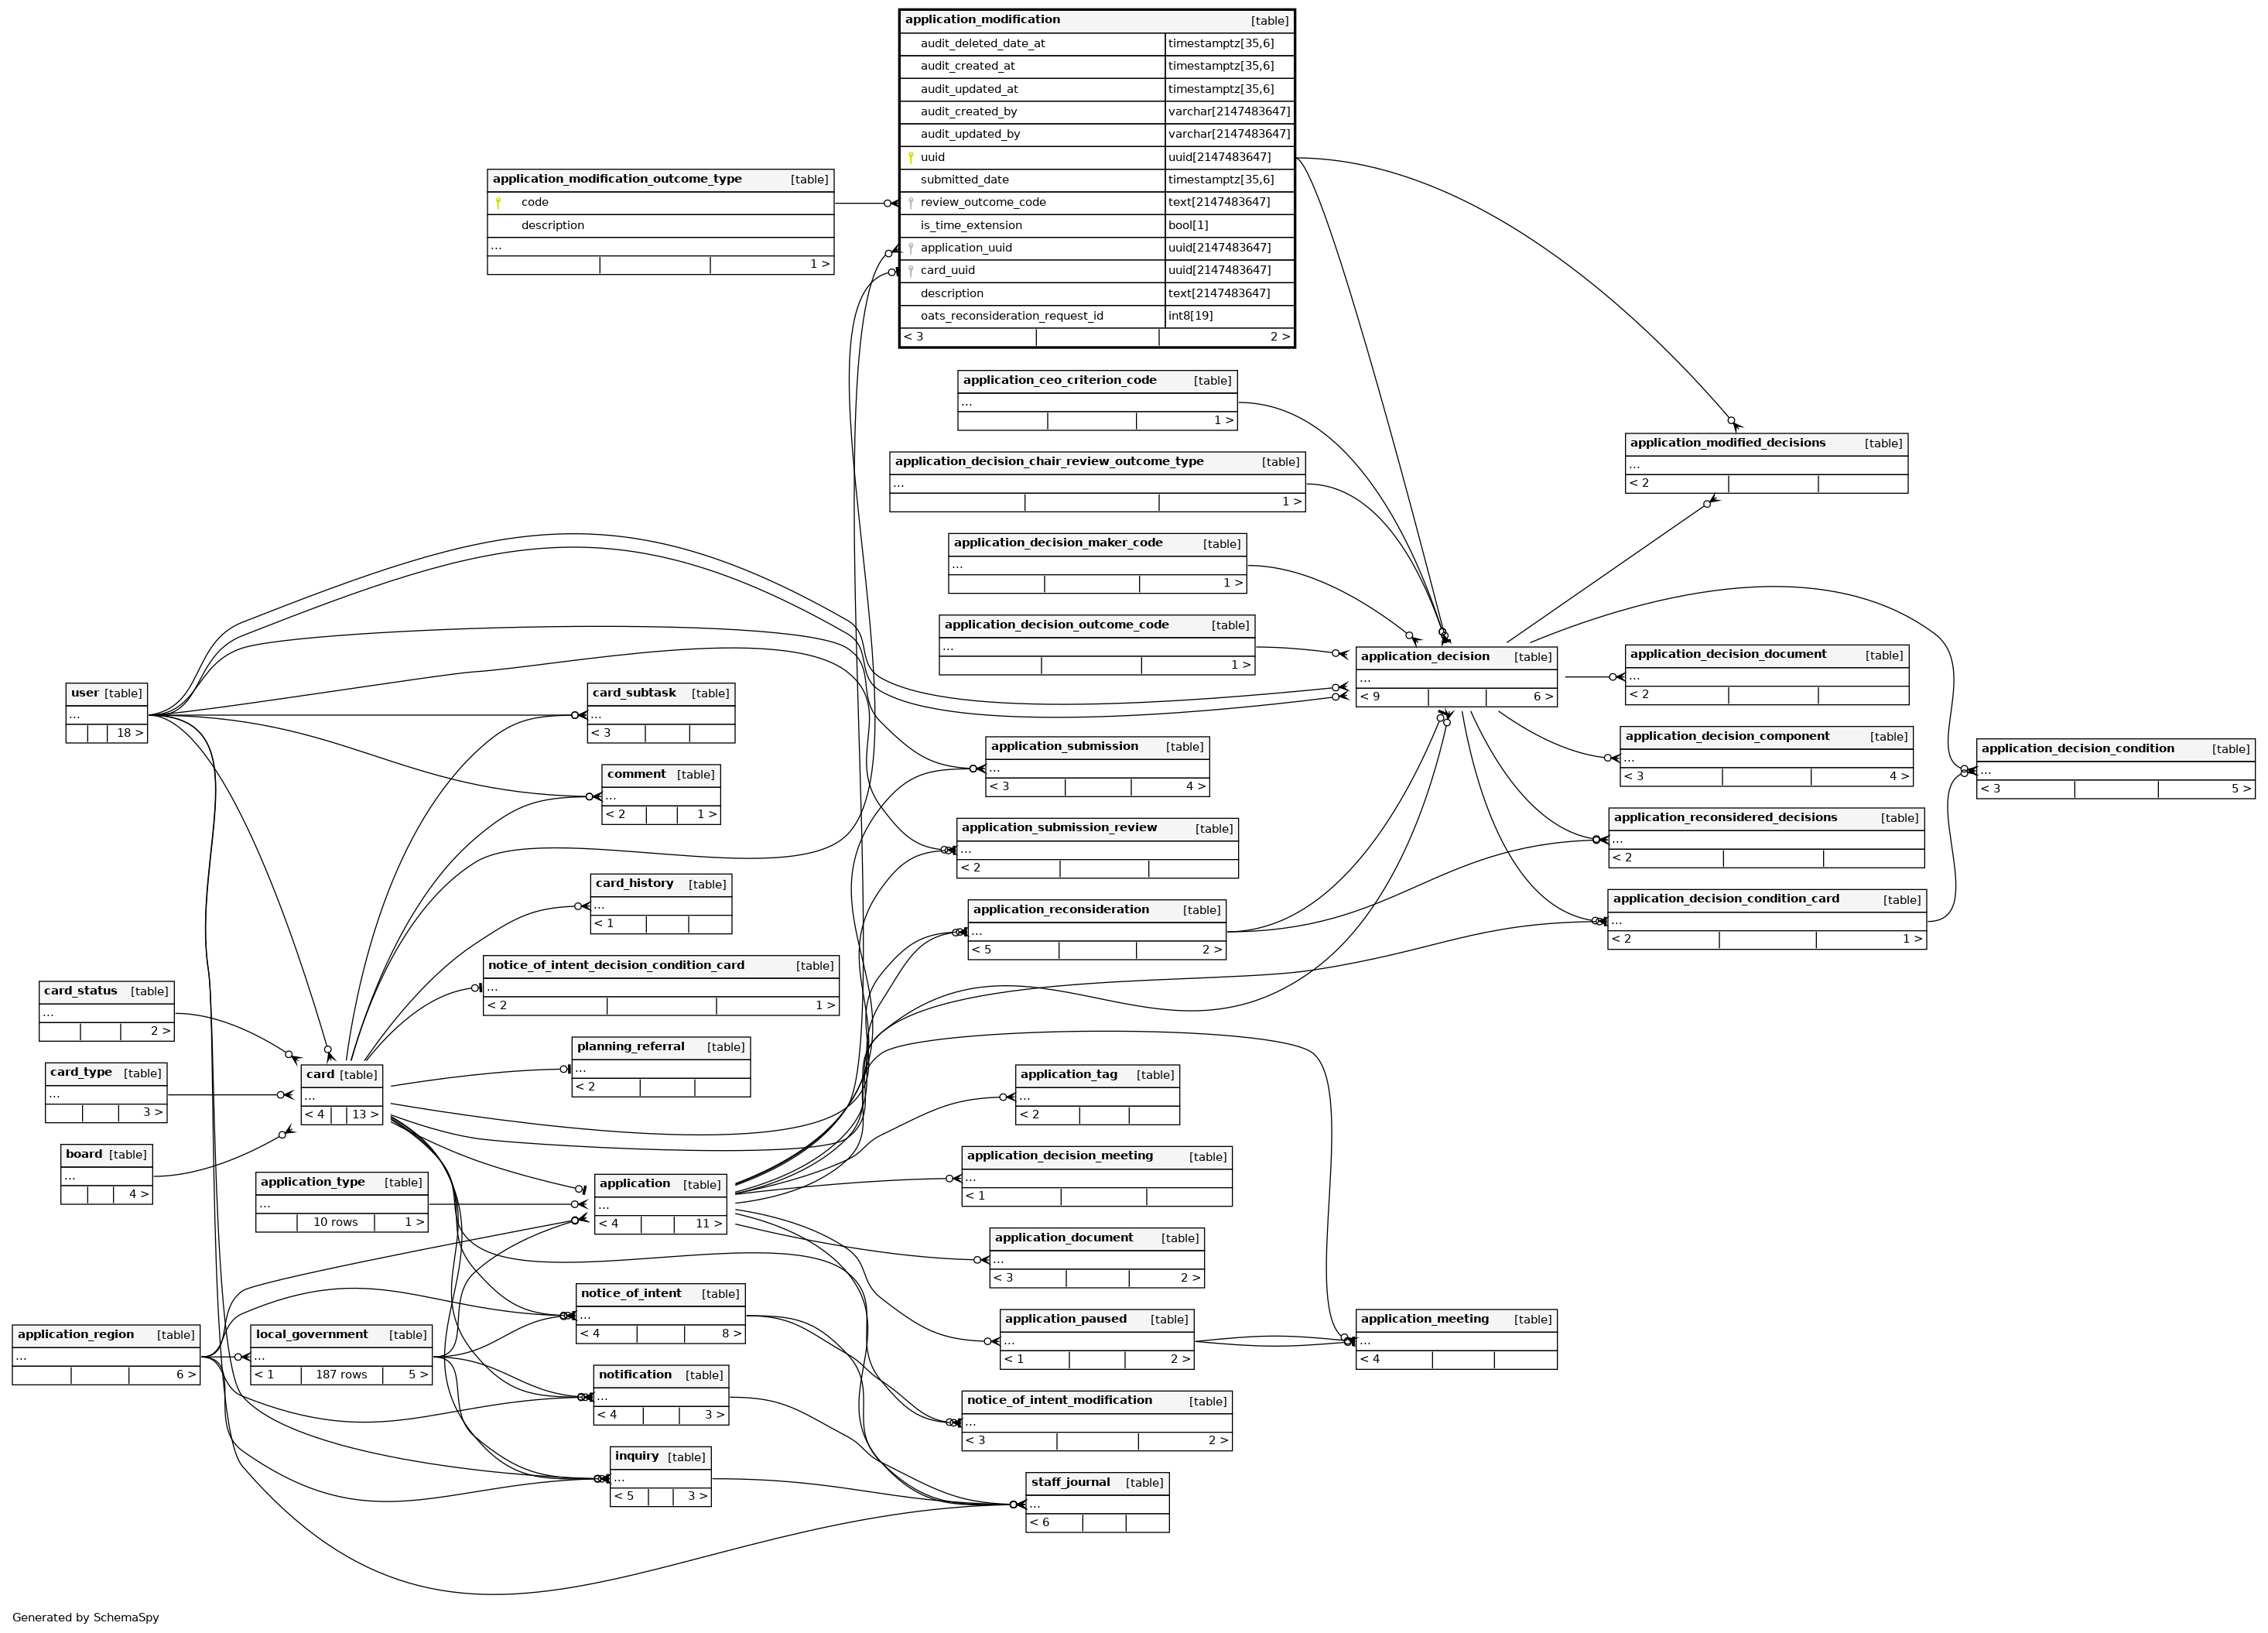 application_modification [table]
audit_deleted_date_at timestamptz[35,6]
audit_created_at timestamptz[35,6]
audit_updated_at timestamptz[35,6]
audit_created_by varchar[2147483647]
audit_updated_by varchar[2147483647]
uuid uuid[2147483647]
submitted_date timestamptz[35,6]
review_outcome_code text[2147483647]
is_time_extension bool[1]
application_uuid uuid[2147483647]
card_uuid uuid[2147483647]
description text[2147483647]
oats_reconsideration_request_id int8[19]
< 3 2 >
application_modification_outcome_type [table]
code
description
...
1 >
application_ceo_criterion_code [table]
...
1 >
application_decision_chair_review_outcome_type [table]
...
1 >
application_modified_decisions [table]
...
< 2
application_decision_maker_code [table]
...
1 >
application_decision_outcome_code [table]
...
1 >
application_decision [table]
...
< 9 6 >
application_decision_document [table]
...
< 2
user [table]
...
18 >
card_subtask [table]
...
< 3
application_submission [table]
...
< 3 4 >
application_decision_component [table]
...
< 3 4 >
application_decision_condition [table]
...
< 3 5 >
comment [table]
...
< 2 1 >
application_submission_review [table]
...
< 2
application_reconsidered_decisions [table]
...
< 2
card_history [table]
...
< 1
application_reconsideration [table]
...
< 5 2 >
application_decision_condition_card [table]
...
< 2 1 >
notice_of_intent_decision_condition_card [table]
...
< 2 1 >
card_status [table]
...
2 >
planning_referral [table]
...
< 2
card_type [table]
...
3 >
card [table]
...
< 4 13 >
application_tag [table]
...
< 2
board [table]
...
4 >
application_type [table]
...
10 rows 1 >
application [table]
...
< 4 11 >
application_decision_meeting [table]
...
< 1
application_document [table]
...
< 3 2 >
application_region [table]
...
6 >
local_government [table]
...
< 1 187 rows 5 >
notice_of_intent [table]
...
< 4 8 >
application_paused [table]
...
< 1 2 >
application_meeting [table]
...
< 4
notification [table]
...
< 4 3 >
notice_of_intent_modification [table]
...
< 3 2 >
inquiry [table]
...
< 5 3 >
staff_journal [table]
...
< 6
Generated by SchemaSpy